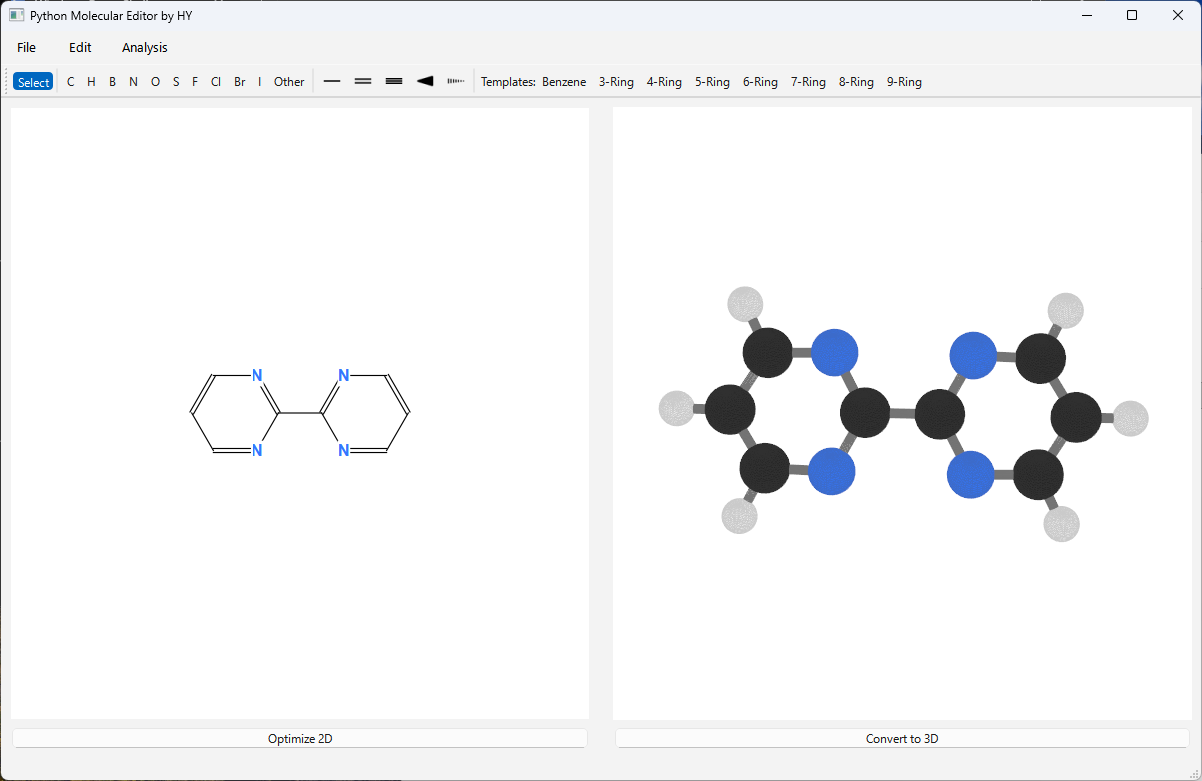 Python Molecular Editor by HY
File Edit Analysis
Select C H B N O S F Cl Br I Other Templates: Benzene 3-Ring 4-Ring 5-Ring 6-Ring 7-Ring 8-Ring 9-Ring
N N
N N
Optimize 2D Convert to 3D